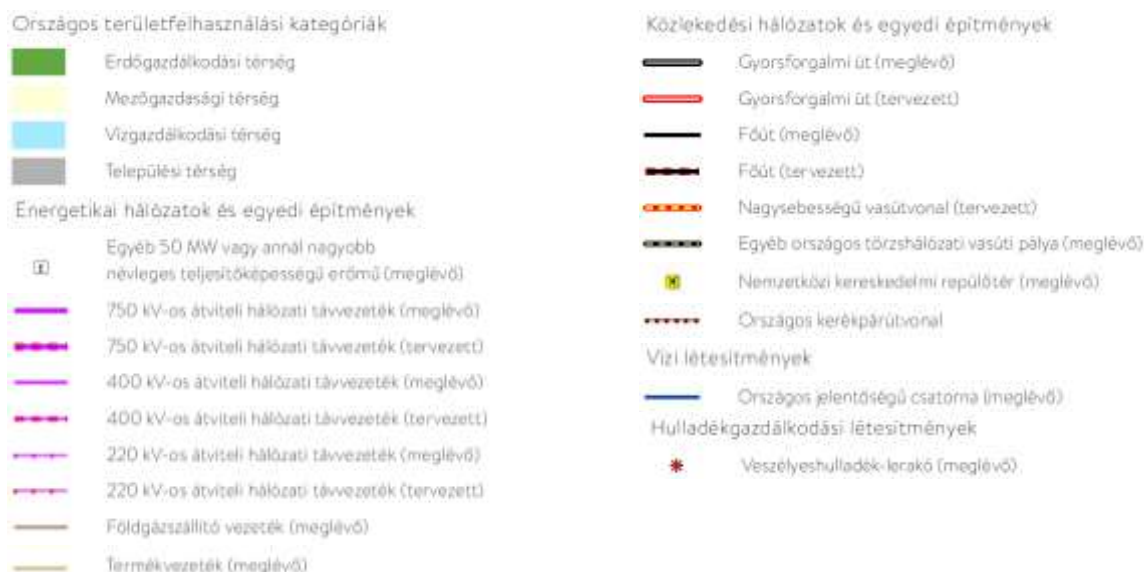 Országos területfelhasználási kategóriák
Erdőgazdálkodási térség
Mezőgazdasági térség
Vízgazdálkodási térség
Települési térség
Energetikai hálózatok és egyedi építmények
Egyéb 50 MW vagy annál nagyobb
névleges teljesítőképességű erőmű (meglévő)
750 kV-os átviteli hálózati távvezeték (meglévő)
750 kV-os átviteli hálózati távvezeték (tervezett)
400 kV-os átviteli hálózati távvezeték (meglévő)
400 kV-os átviteli hálózati távvezeték (tervezett)
220 kV-os átviteli hálózati távvezeték (meglévő)
220 kV-os átviteli hálózati távvezeték (tervezett)
Földgázszállító vezeték (meglévő)
Termékvezeték (meglévő)
Közlekedési hálózatok és egyedi építmények
Gyorsforgalmi út (meglévő)
Gyorsforgalmi út (tervezett)
Főút (meglévő)
Főút (tervezett)
Nagysebességű vasútvonal (tervezett)
Egyéb országos törzshálózati vasúti pálya (meglévő)
Nemzetközi kereskedelmi repülőtér (meglévő)
Országos kerékpárútvonal
Vízi létesítmények
Országos jelentőségű csatorna (meglévő)
Hulladékgazdálkodási létesítmények
Veszélyeshulladék-lerakó (meglévő)